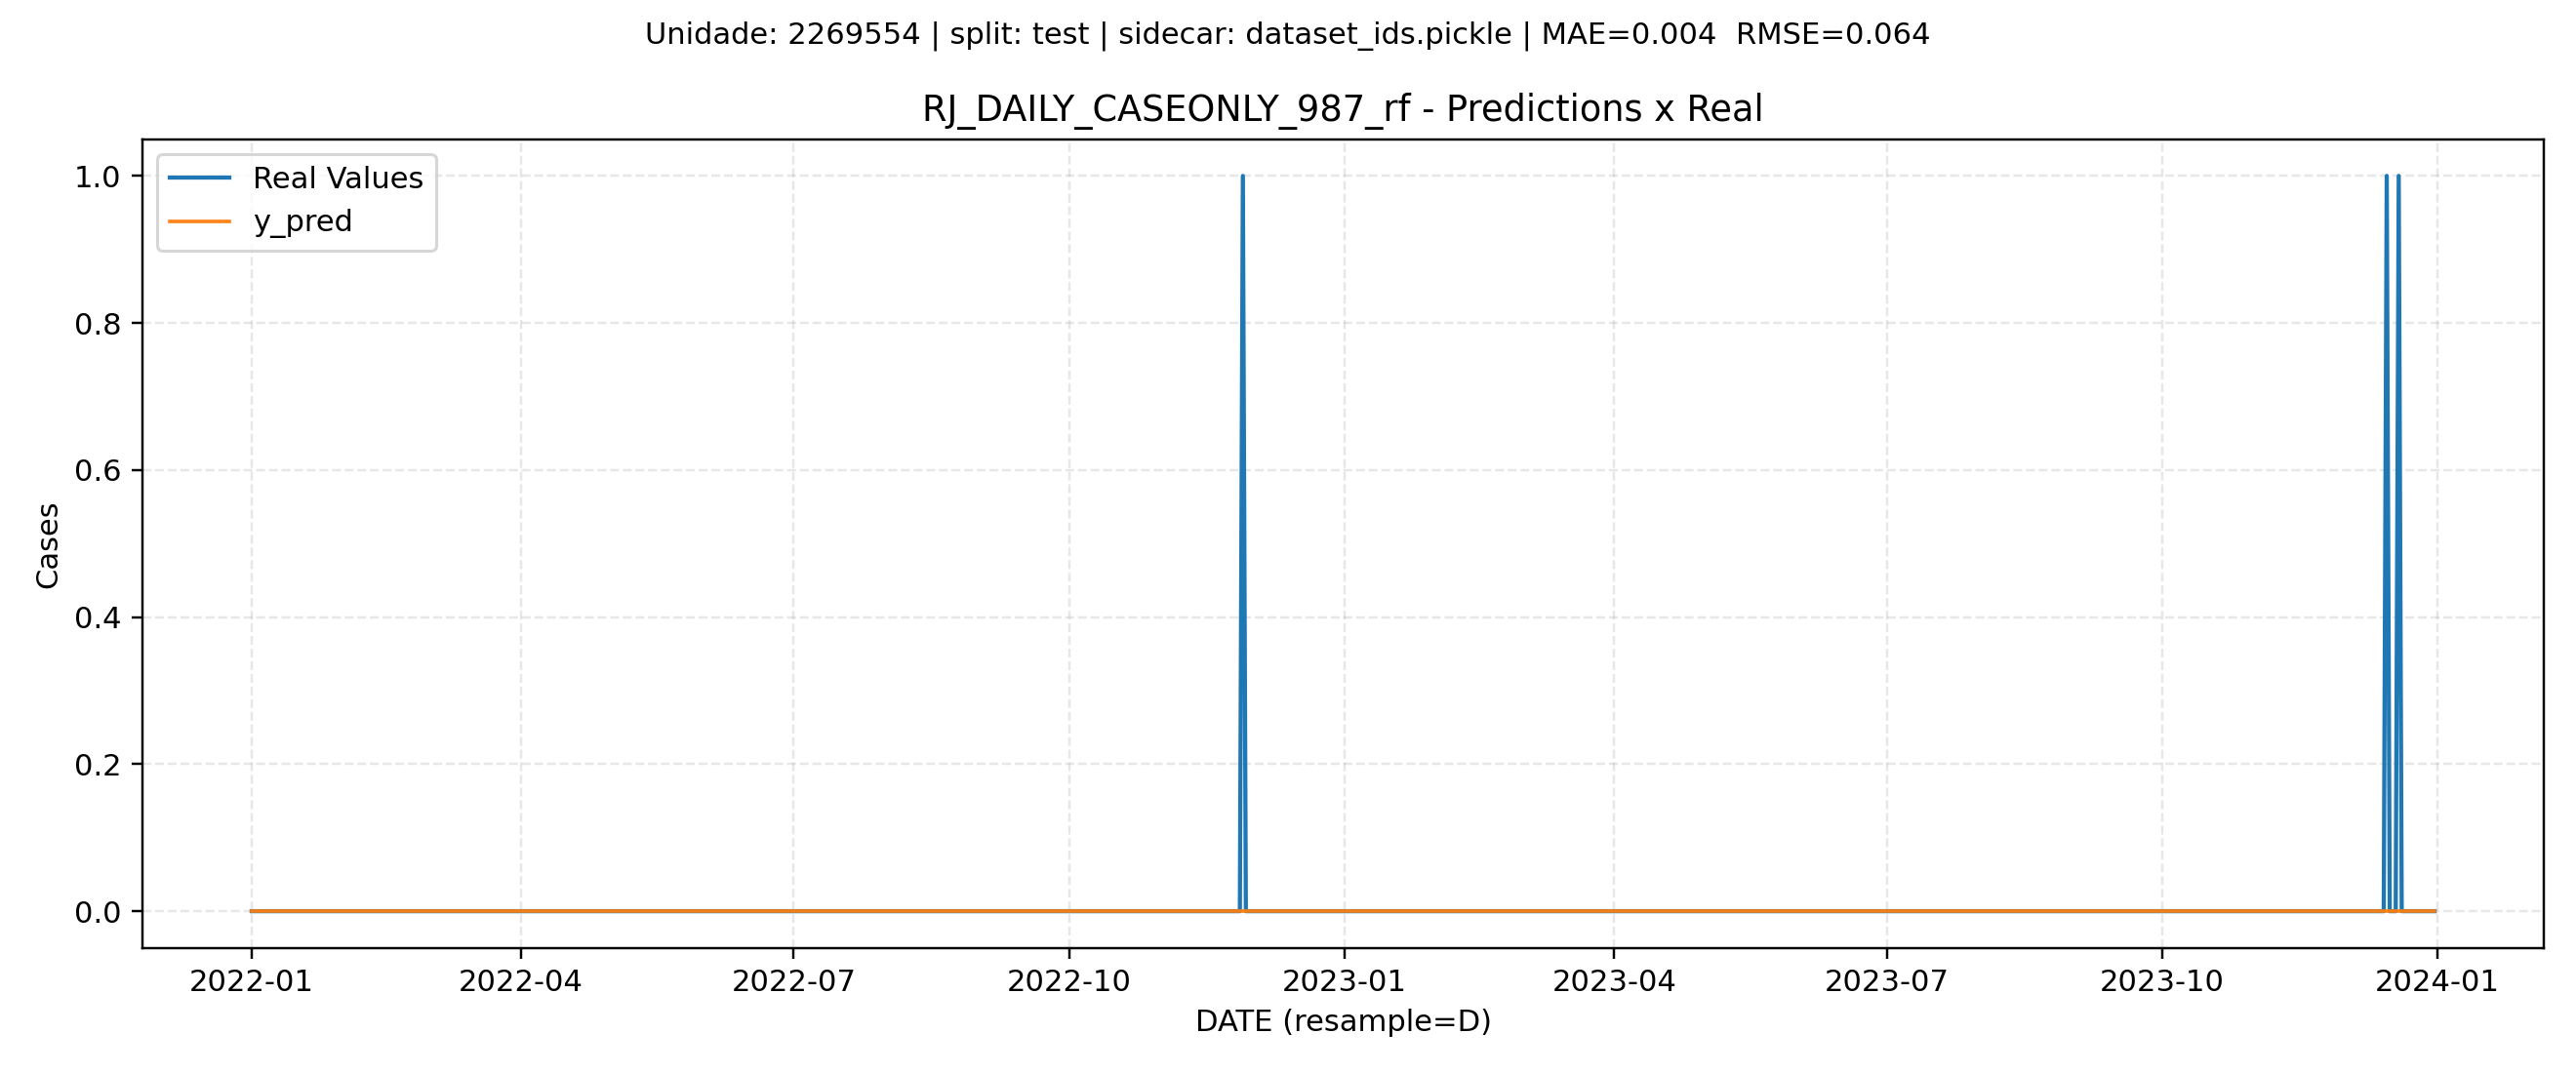 Unidade: 2269554 | split: test | sidecar: dataset_ids.pickle | MAE=0.004  RMSE=0.064
RJ_DAILY_CASEONLY_987_rf - Predictions x Real
Real Values
y_pred
1.0
0.8
0.6
0.4
0.2
0.0
Cases
2022-01 2022-04 2022-07 2022-10 2023-01 2023-04 2023-07 2023-10 2024-01
DATE (resample=D)